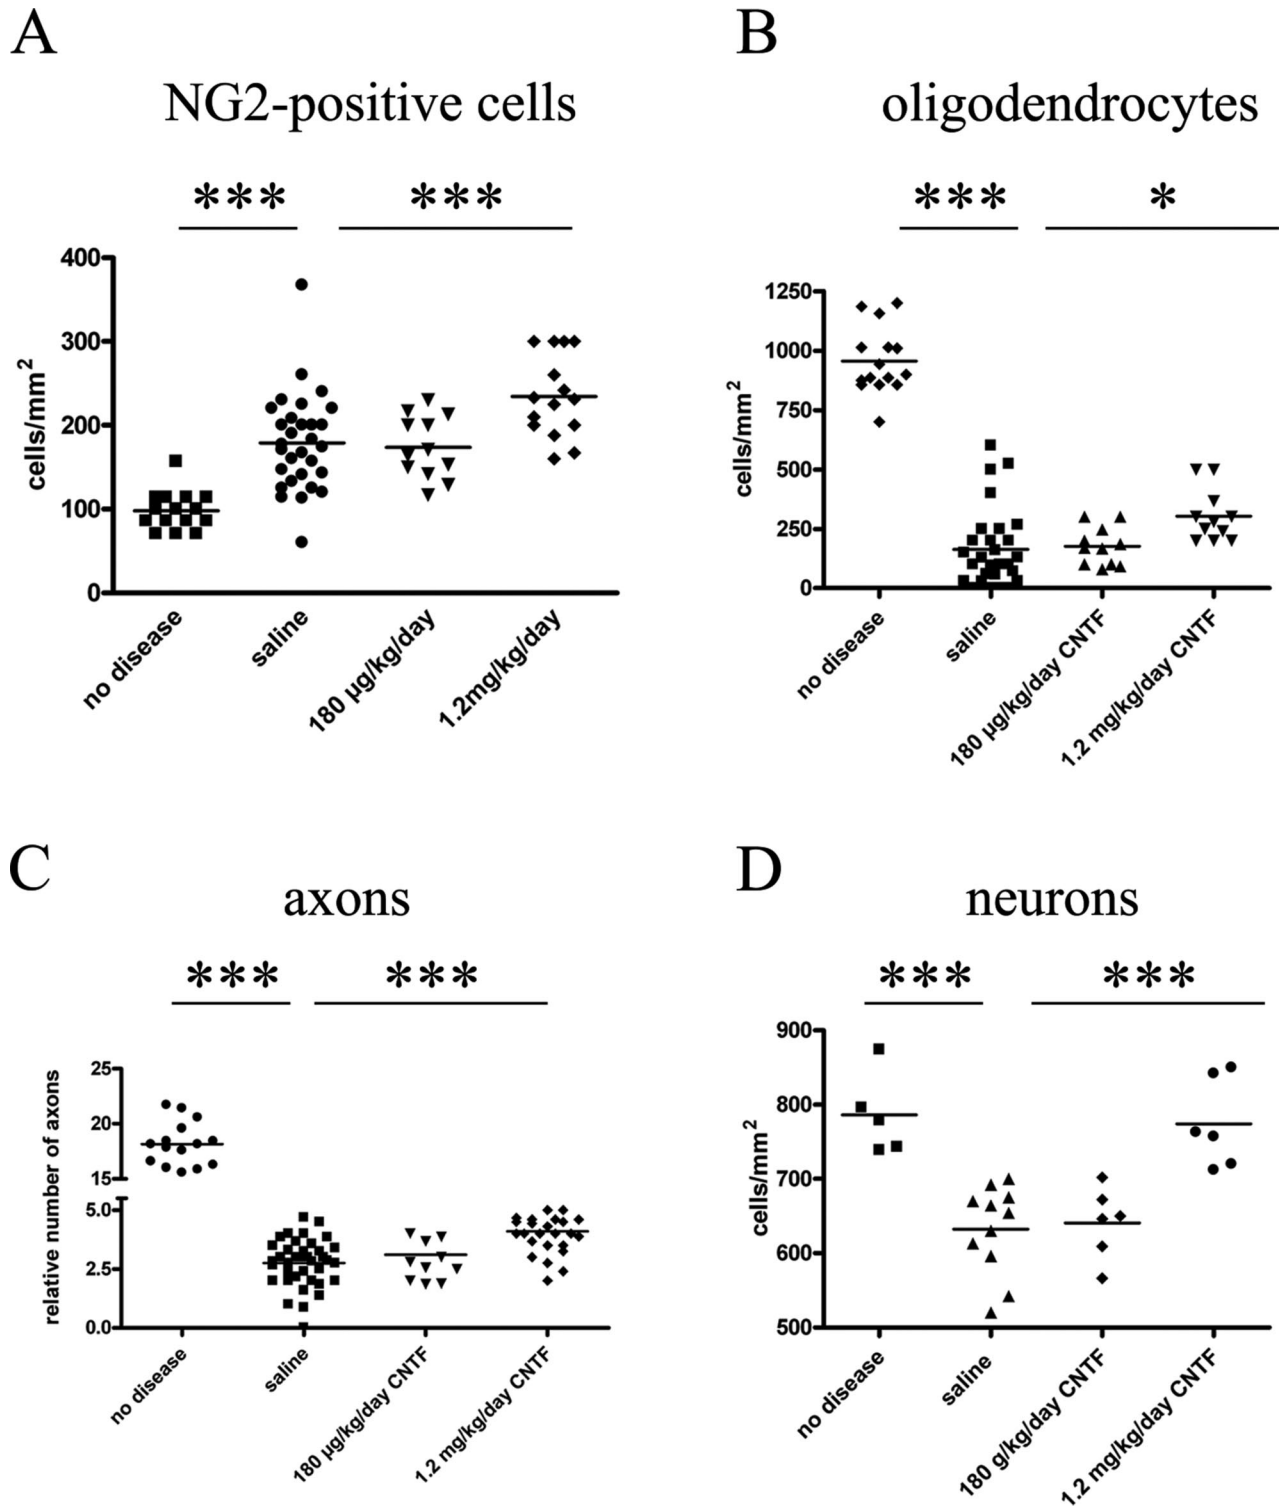 A
NG2-positive cells
*** ***
cells/mm²
400
300
200
100
0
no disease
saline
180 µg/kg/day
1.2mg/kg/day
B
oligodendrocytes
*** *
cells/mm²
1250
1000
750
500
250
0
no disease
saline
180 µg/kg/day CNTF
1.2 mg/kg/day CNTF
C
axons
*** ***
relative number of axons
25
20
15
5.0
2.5
0.0
no disease
saline
180 µg/kg/day CNTF
1.2 mg/kg/day CNTF
D
neurons
*** ***
cells/mm²
900
800
700
600
500
no disease
saline
180 g/kg/day CNTF
1.2 mg/kg/day CNTF